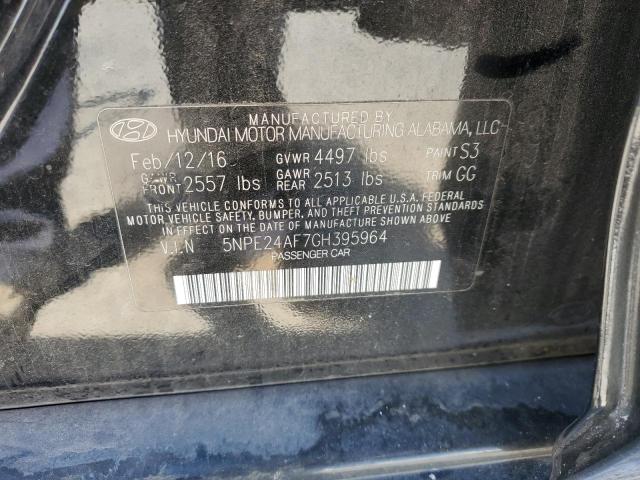 MANUFACTURED BY
HYUNDAI MOTOR MANUFACTURING ALABAMA, LLC
Feb/12/16 GVWR 4497 lbs PAINT S3
GAWR FRONT 2557 lbs GAWR REAR 2513 lbs TRIM GG
THIS VEHICLE CONFORMS TO ALL APPLICABLE U.S.A. FEDERAL
MOTOR VEHICLE SAFETY, BUMPER, AND THEFT PREVENTION STANDARDS
IN EFFECT ON THE DATE OF MANUFACTURE SHOWN ABOVE.
V.I.N 5NPE24AF7GH395964
PASSENGER CAR